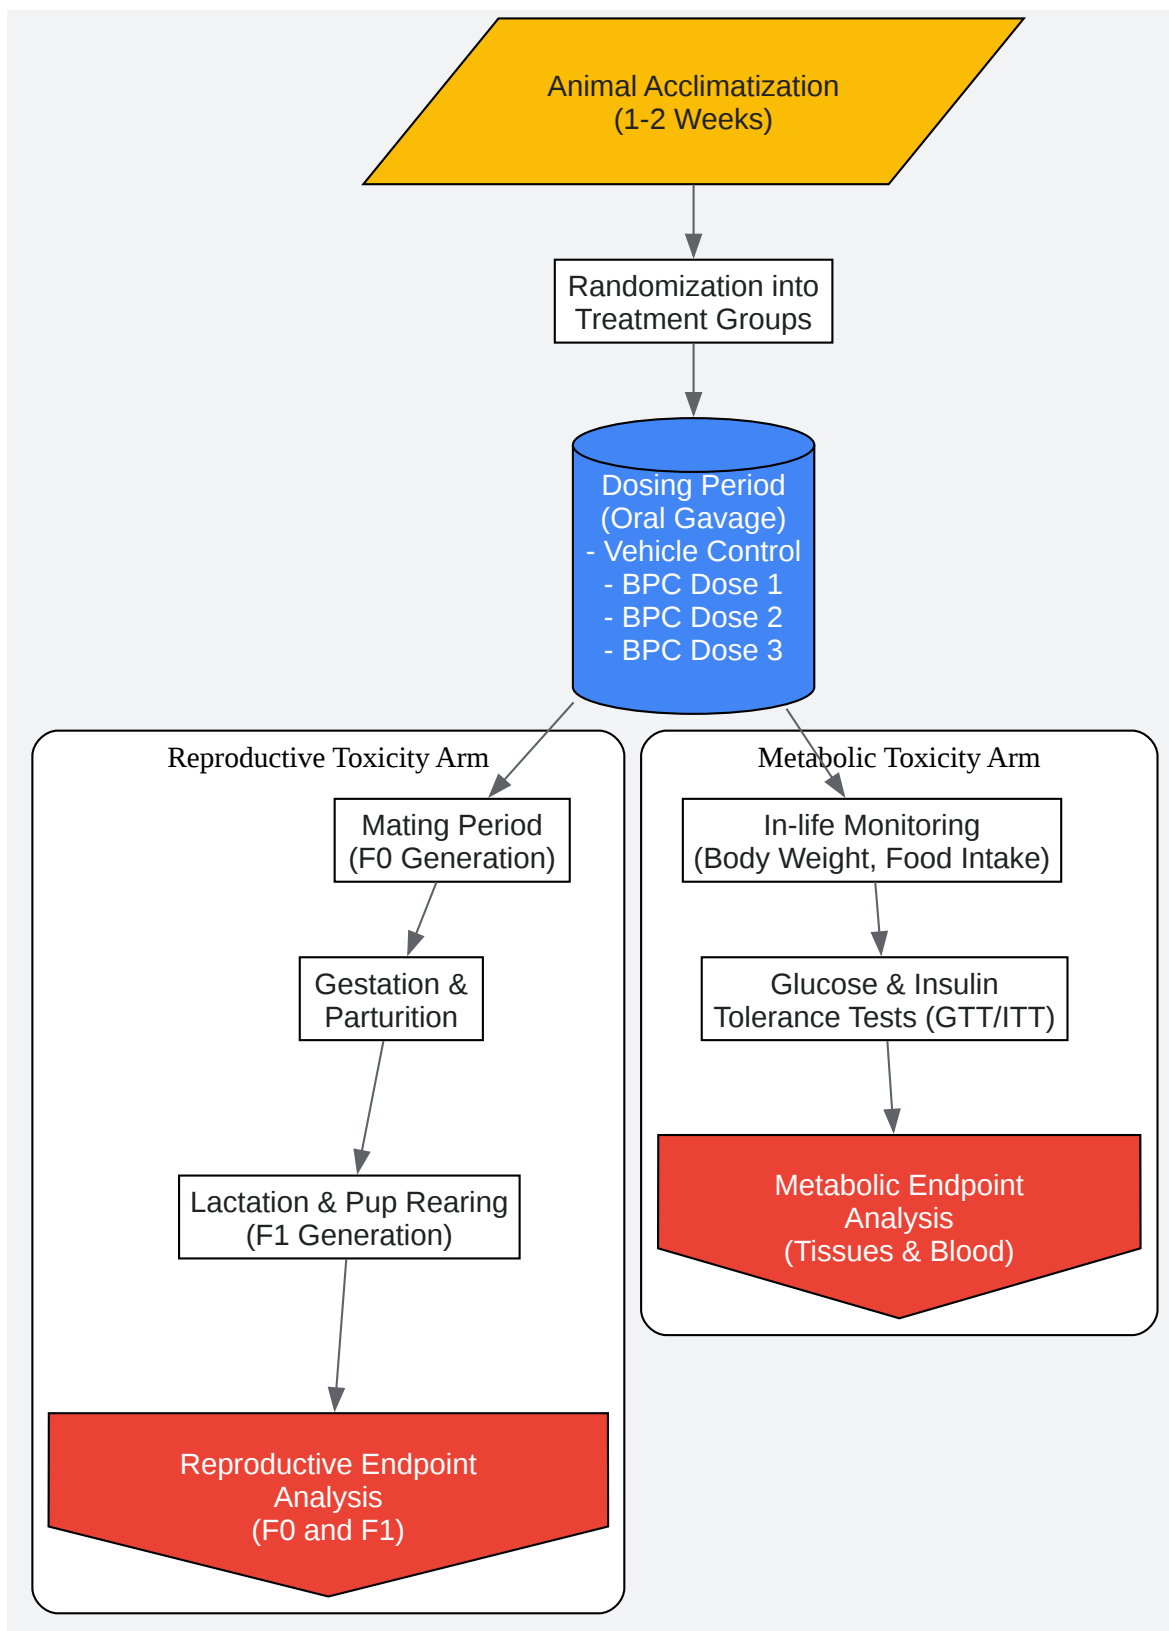 Animal Acclimatization
(1-2 Weeks)
Randomization into
Treatment Groups
Dosing Period
(Oral Gavage)
- Vehicle Control
- BPC Dose 1
- BPC Dose 2
- BPC Dose 3
Reproductive Toxicity Arm
Mating Period
(F0 Generation)
Gestation &
Parturition
Lactation & Pup Rearing
(F1 Generation)
Reproductive Endpoint
Analysis
(F0 and F1)
Metabolic Toxicity Arm
In-life Monitoring
(Body Weight, Food Intake)
Glucose & Insulin
Tolerance Tests (GTT/ITT)
Metabolic Endpoint
Analysis
(Tissues & Blood)